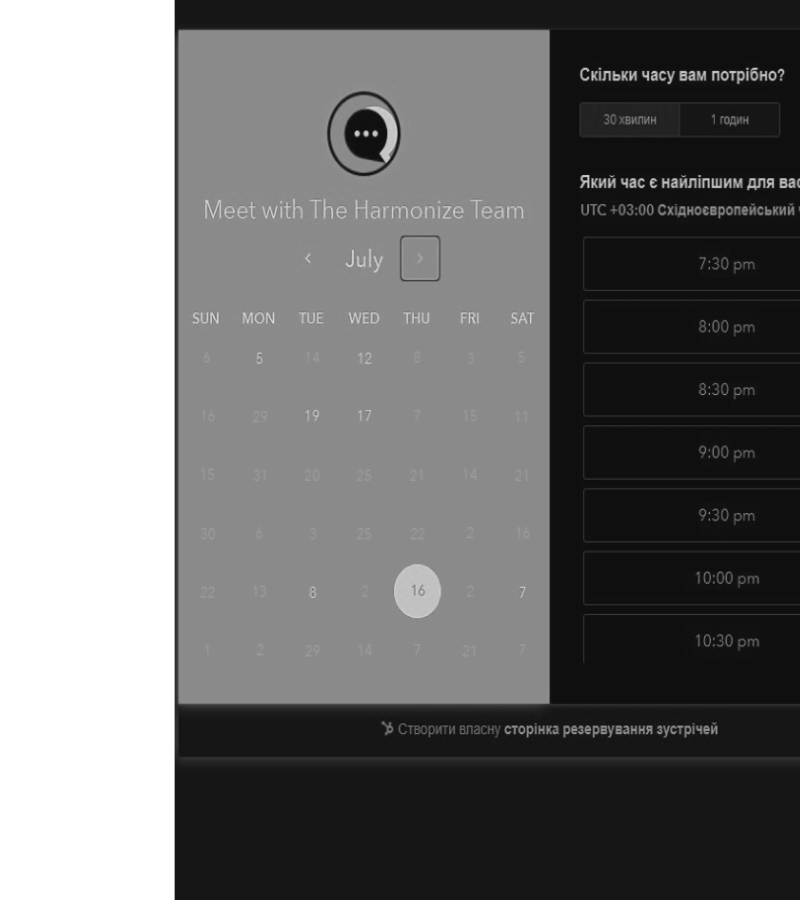 Meet with The Harmonize Team
July
SUN MON TUE WED THU FRI SAT
6 5 14 12 8 3 5
16 29 19 17 7 15 11
15 31 20 25 21 14 21
30 6 3 25 22 2 16
22 13 8 2 16 2 7
1 2 29 14 7 21 7
Скільки часу вам потрібно?
30 хвилин 1 годин
Який час є найліпшим для вас
UTC +03:00 Східноєвропейський
7:30 pm
8:00 pm
8:30 pm
9:00 pm
9:30 pm
10:00 pm
10:30 pm
Створити власну сторінка резервування зустрічей